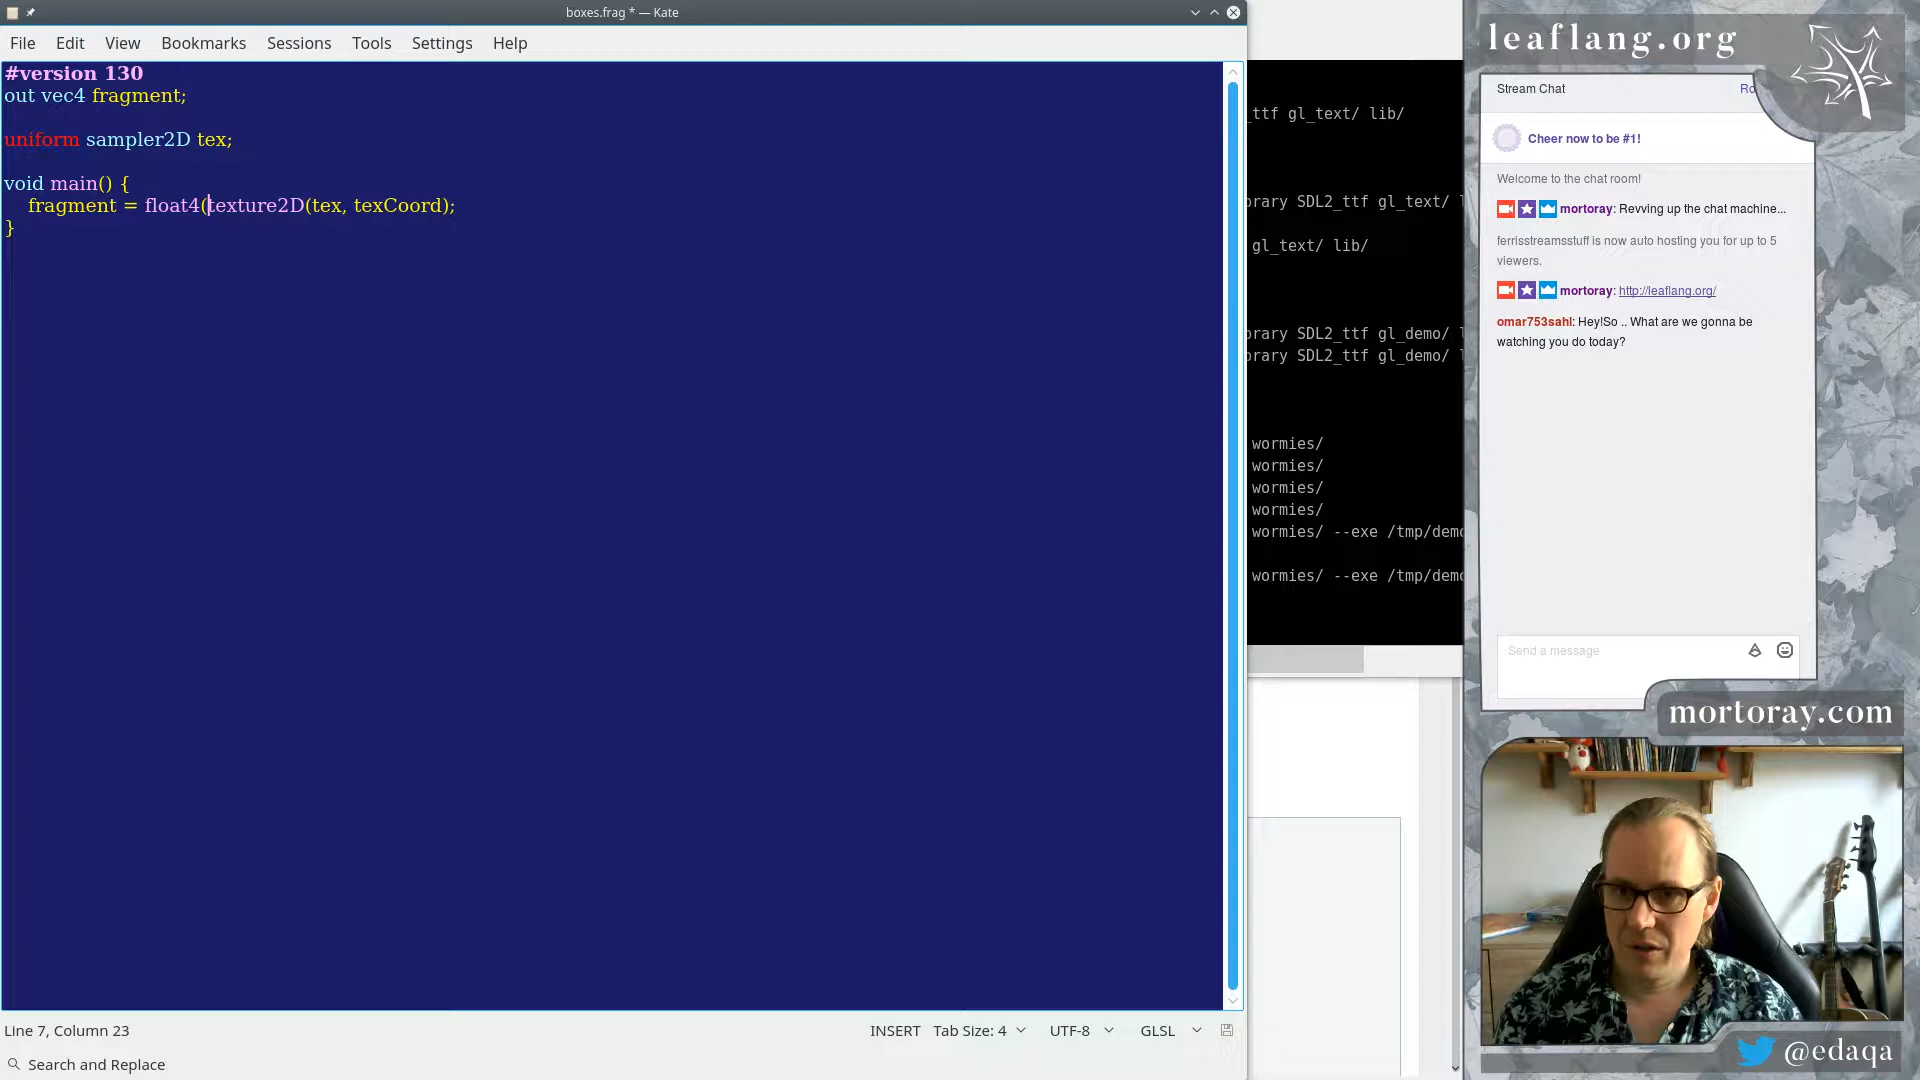 boxes.frag * — Kate
File Edit View Bookmarks Sessions Tools Settings Help
#version 130
out vec4 fragment;
uniform sampler2D tex;
void main() {
fragment = float4(texture2D(tex, texCoord);
}
Line 7, Column 23
INSERT Tab Size: 4 UTF-8 GLSL
Search and Replace
_ttf gl_text/ lib/
brary SDL2_ttf gl_text/
gl_text/ lib/
brary SDL2_ttf gl_demo/
brary SDL2_ttf gl_demo/
wormies/
wormies/
wormies/
wormies/
wormies/ --exe /tmp/demo
wormies/ --exe /tmp/demo
leaflang.org
Stream Chat
Ro
Cheer now to be #1!
Welcome to the chat room!
mortoray: Revving up the chat machine...
ferrisstreamsstuff is now auto hosting you for up to 5
viewers.
mortoray: http://leaflang.org/
omar753sahl: Hey!So .. What are we gonna be
watching you do today?
Send a message
mortoray.com
@edaqa